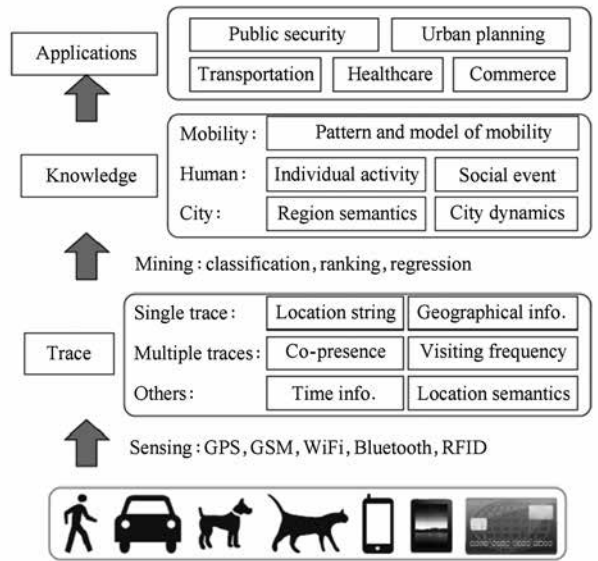 Public security Urban planning
Applications
Transportation Healthcare Commerce
Mobility: Pattern and model of mobility
Knowledge
Human: Individual activity Social event
City: Region semantics City dynamics
Mining: classification, ranking, regression
Single trace: Location string Geographical info.
Trace
Multiple traces: Co-presence Visiting frequency
Others: Time info. Location semantics
Sensing: GPS, GSM, WiFi, Bluetooth, RFID